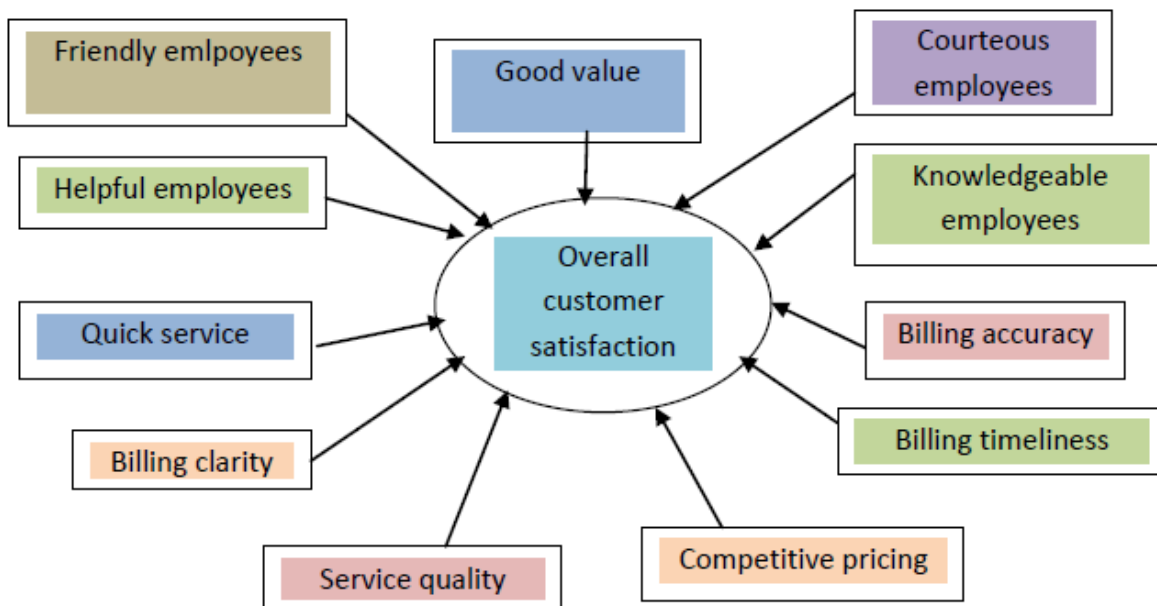 Friendly emlpoyees
Good value
Courteous
employees
Helpful employees
Knowledgeable
employees
Overall
customer
satisfaction
Quick service
Billing accuracy
Billing clarity
Billing timeliness
Service quality
Competitive pricing